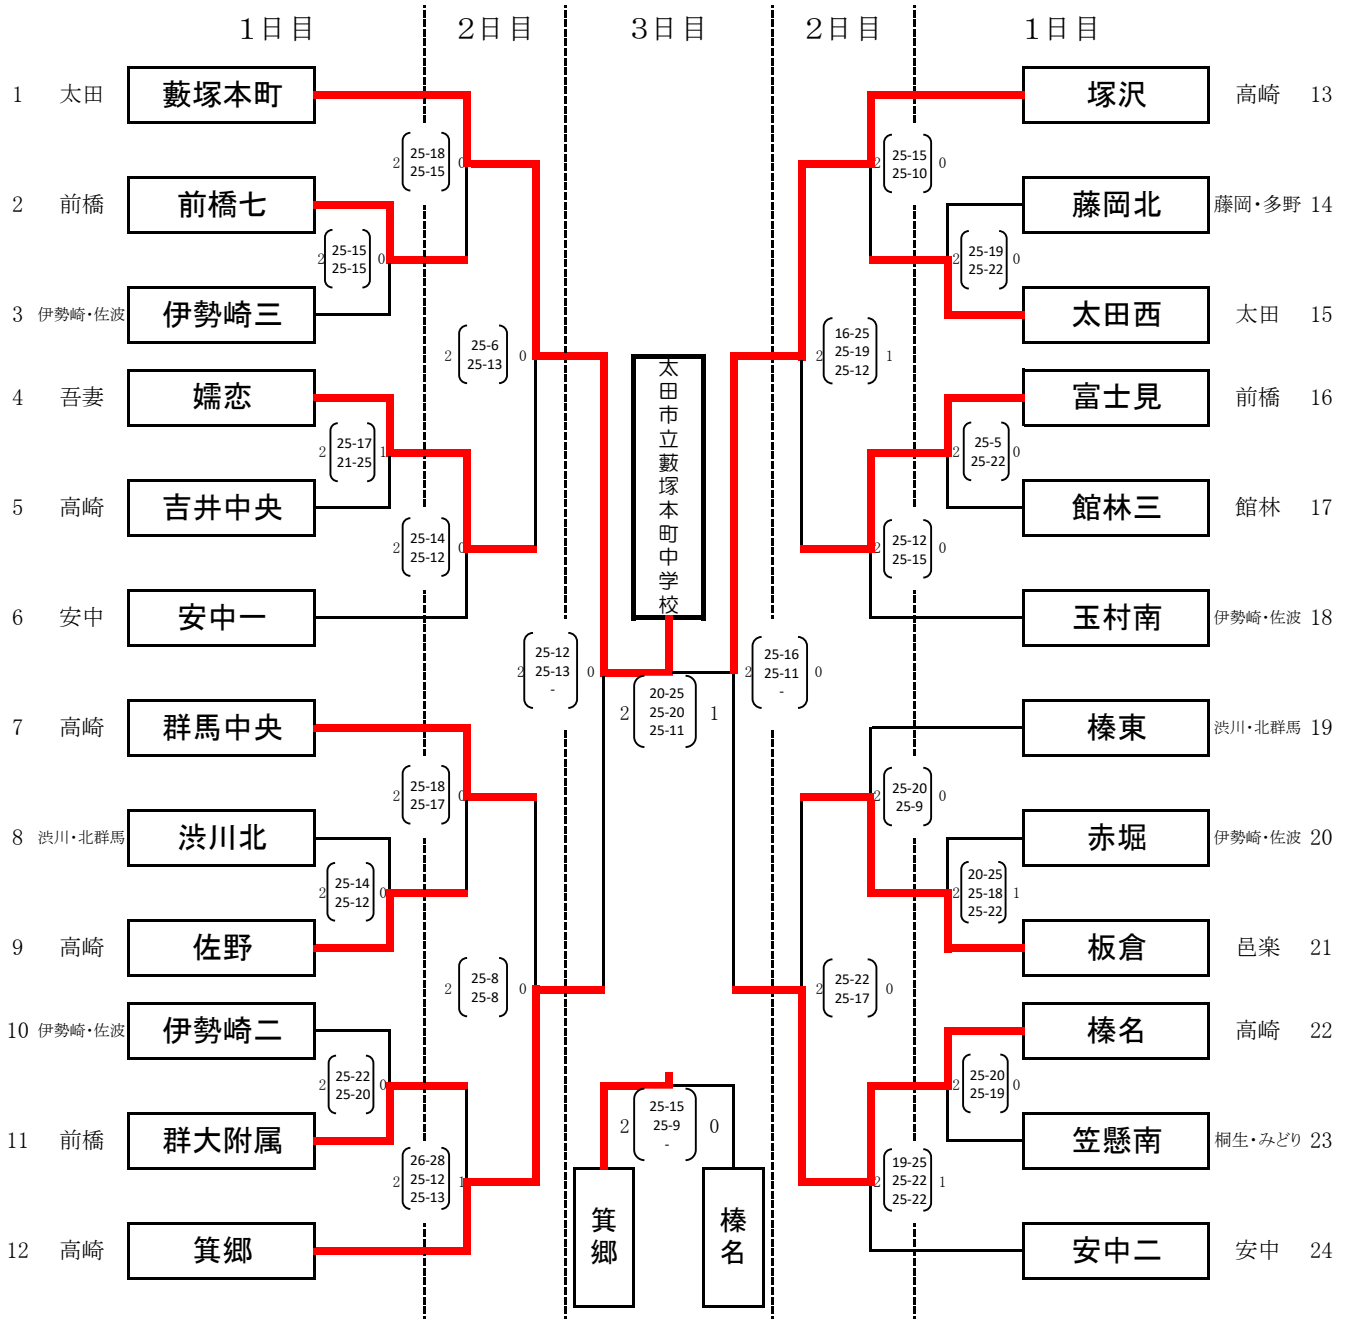 1日目 2日目 3日目 2日目 1日目
1 太田 藪塚本町
2 前橋 前橋七
3 伊勢崎・佐波 伊勢崎三
4 吾妻 嬬恋
5 高崎 吉井中央
6 安中 安中一
7 高崎 群馬中央
8 渋川・北群馬 渋川北
9 高崎 佐野
10 伊勢崎・佐波 伊勢崎二
11 前橋 群大附属
12 高崎 箕郷
2 25-18 0
25-15
2 25-15 0
25-15
2 25-17 1
21-25
2 25-14 0
25-12
2 25-18 0
25-17
2 25-14 0
25-12
2 25-22 0
25-20
2 26-28 1
25-12
25-13
2 25-6 0
25-13
2 25-8 0
25-8
2 25-12 0
25-13
-
太田市立藪塚本町中学校
2 20-25 1
25-20
25-11
2 25-15 0
25-9
-
箕郷
榛名
2 25-16 0
25-11
-
2 16-25 1
25-19
25-12
2 25-22 0
25-17
2 25-15 0
25-10
2 25-19 0
25-22
2 25-5 0
25-22
2 25-12 0
25-15
2 25-20 0
25-9
2 20-25 1
25-18
25-22
2 25-20 0
25-19
2 19-25 1
25-22
25-22
塚沢 高崎 13
藤岡北 藤岡・多野 14
太田西 太田 15
富士見 前橋 16
館林三 館林 17
玉村南 伊勢崎・佐波 18
榛東 渋川・北群馬 19
赤堀 伊勢崎・佐波 20
板倉 邑楽 21
榛名 高崎 22
笠懸南 桐生・みどり 23
安中二 安中 24